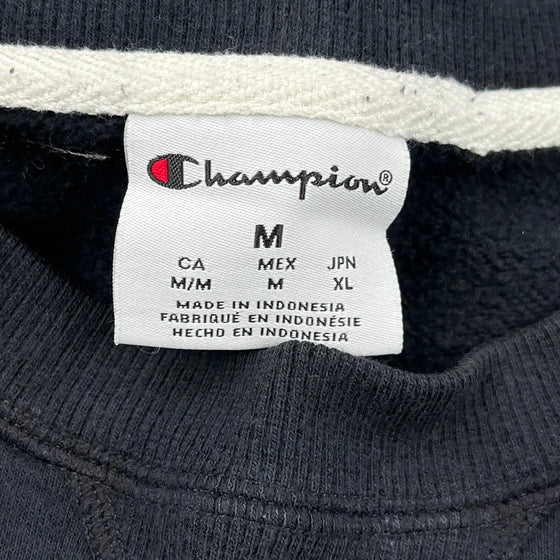 Champion®
M
CA MEX JPN
M/M M XL
MADE IN INDONESIA
FABRIQUÉ EN INDONÉSIE
HECHO EN INDONESIA